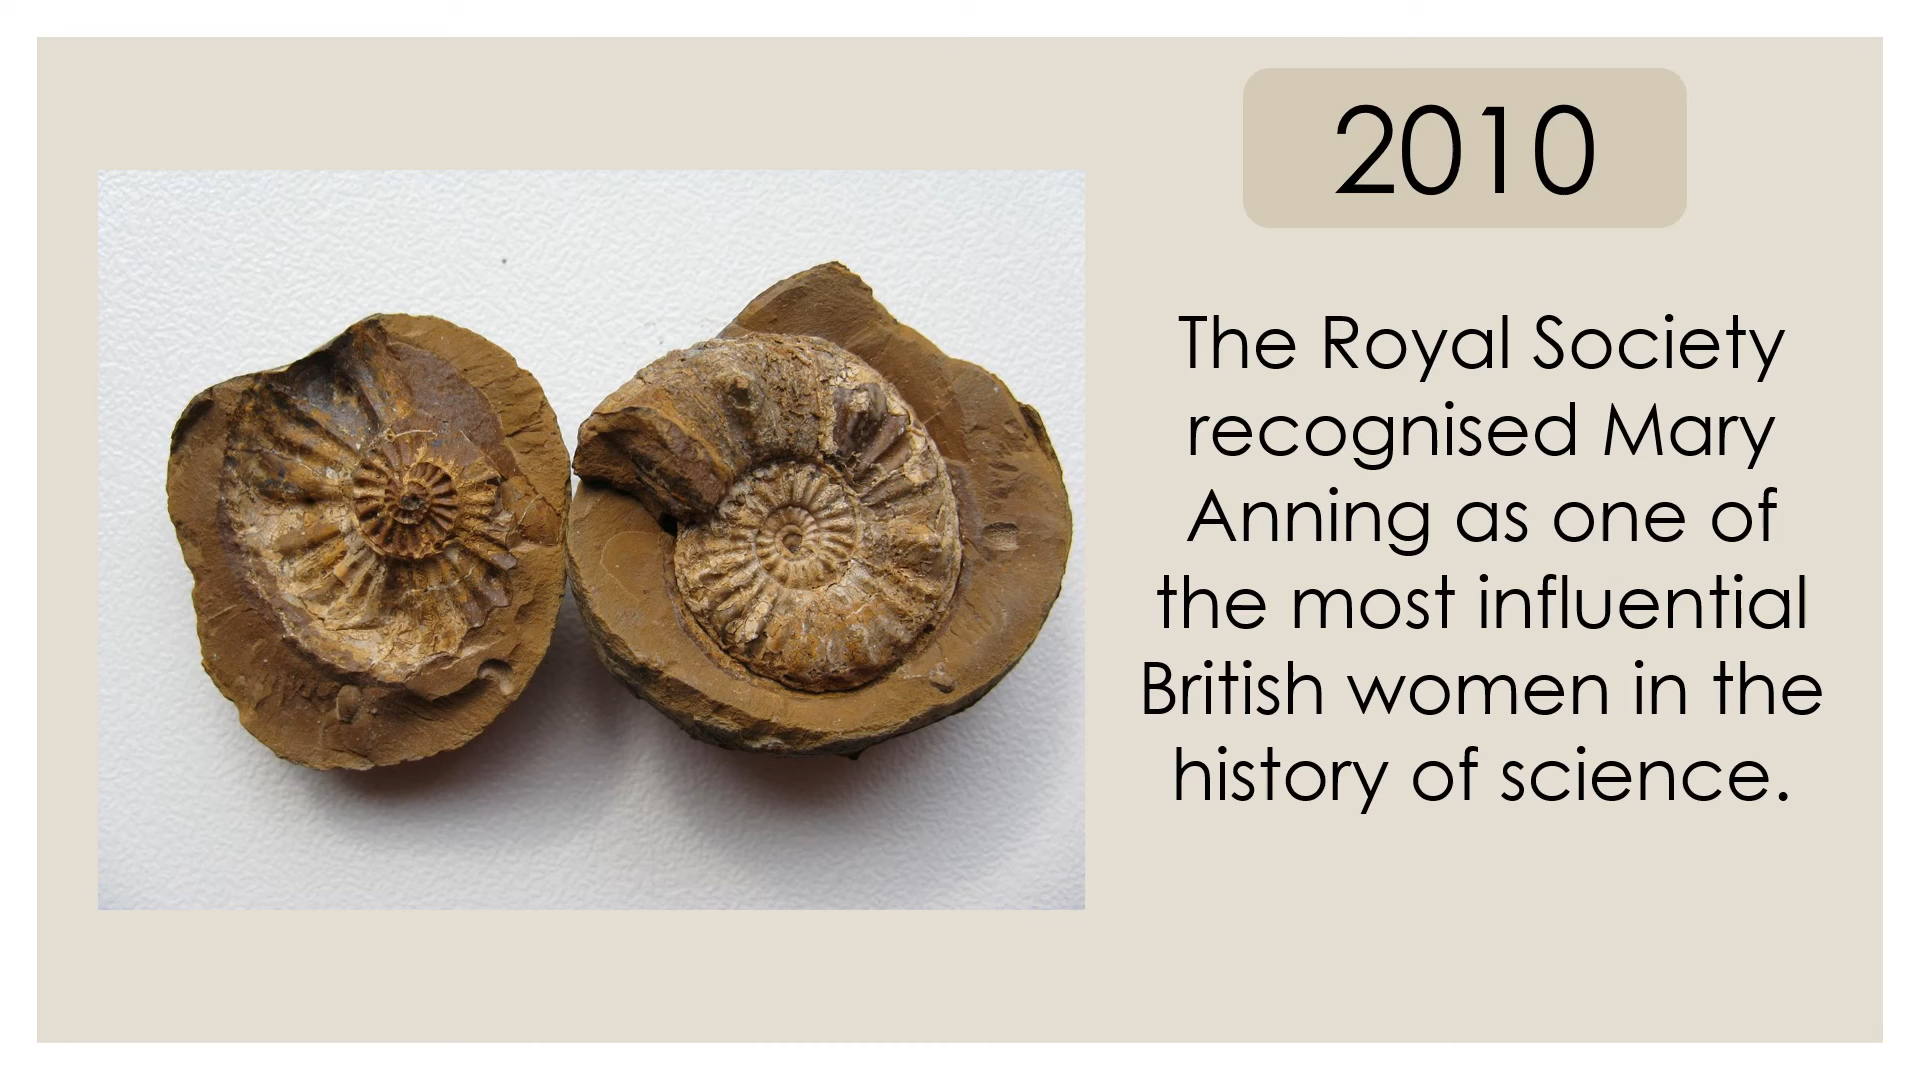 2010
The Royal Society
recognised Mary
Anning as one of
the most influential
British women in the
history of science.